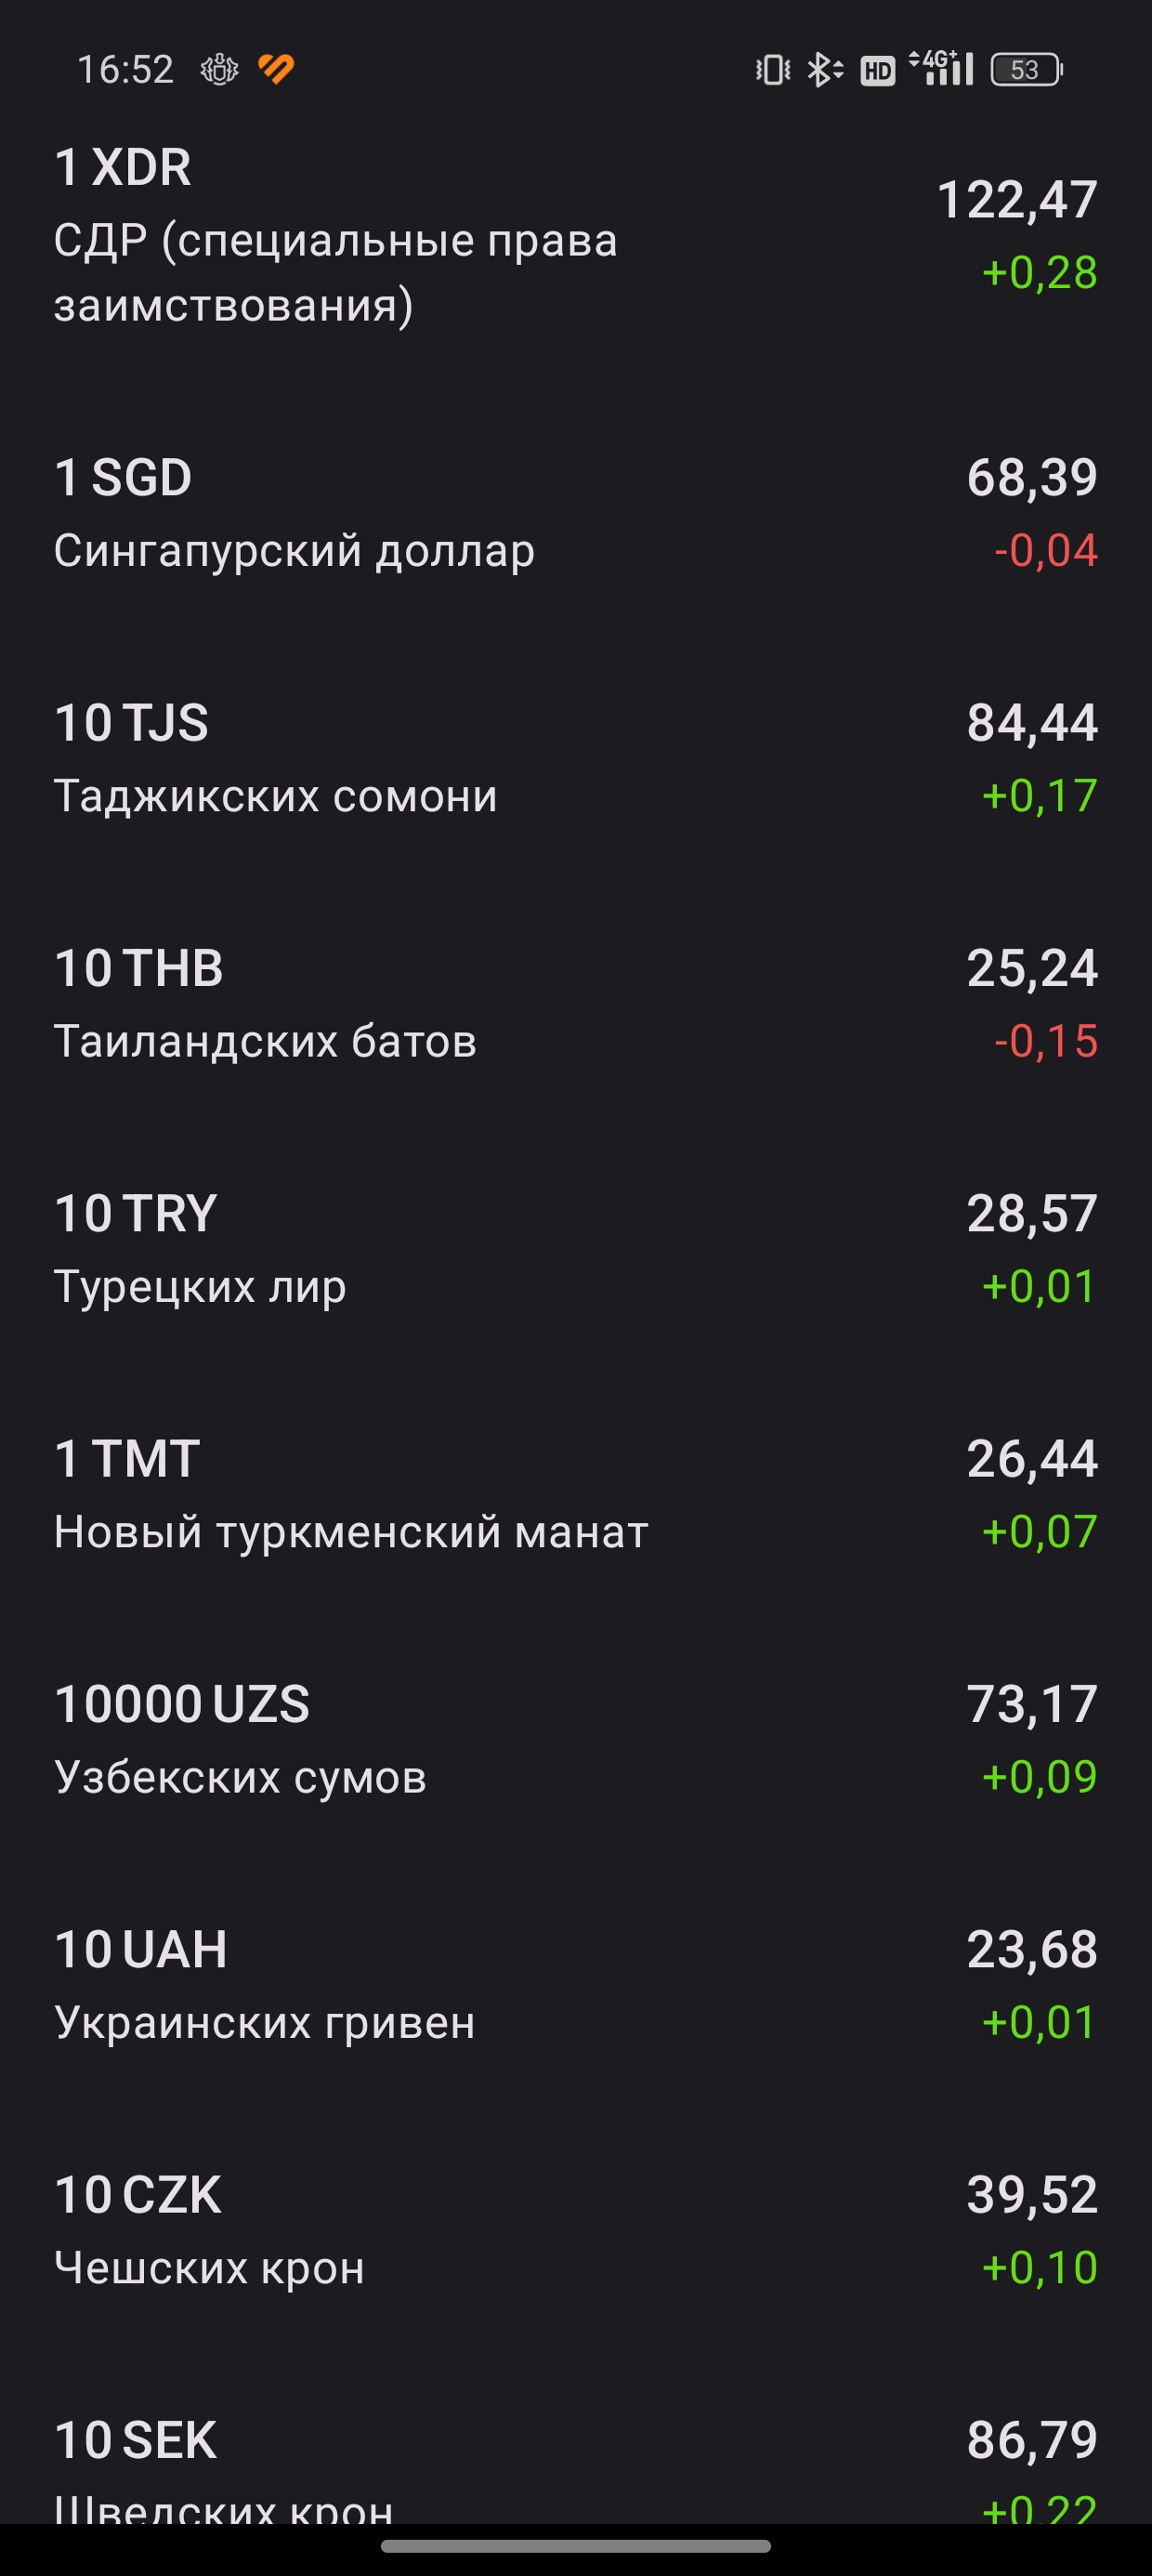 16:52
HD
4G+
53
1 XDR
122,47
СДР (специальные права
заимствования)
+0,28
1 SGD
68,39
Сингапурский доллар
-0,04
10 TJS
84,44
Таджикских сомони
+0,17
10 THB
25,24
Таиландских батов
-0,15
10 TRY
28,57
Турецких лир
+0,01
1 TMT
26,44
Новый туркменский манат
+0,07
10000 UZS
73,17
Узбекских сумов
+0,09
10 UAH
23,68
Украинских гривен
+0,01
10 CZK
39,52
Чешских крон
+0,10
10 SEK
86,79
Шведских крон
+0,22